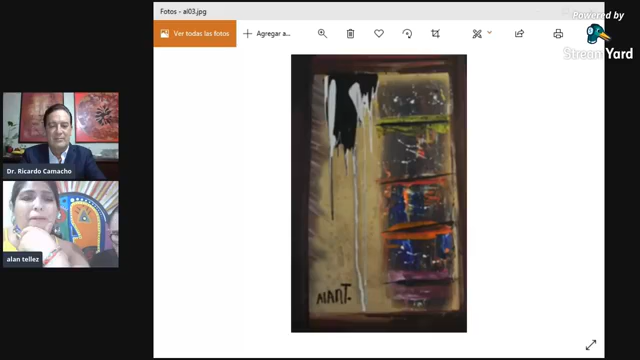 Fotos - al03.jpg
Powered by
Ver todas las fotos
Agregar a...
StreamYard
Dr. Ricardo Camacho
alan tellez
AlANT.